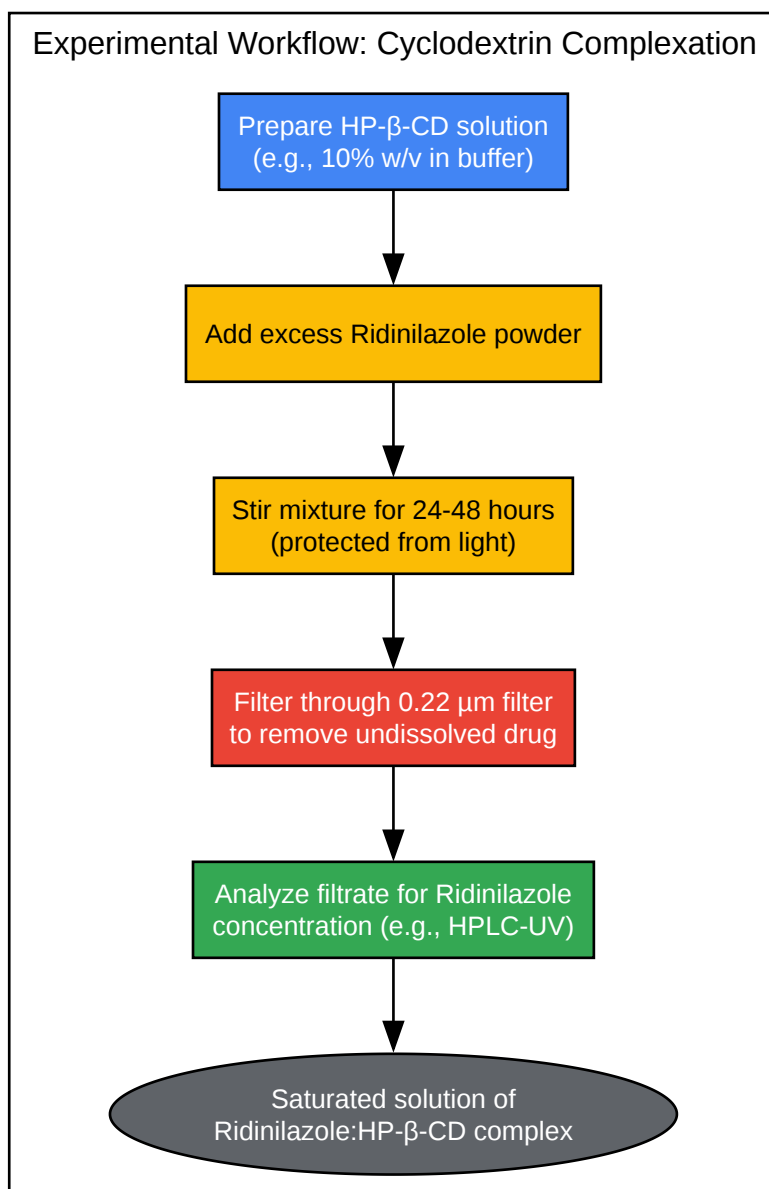 Experimental Workflow: Cyclodextrin Complexation
Prepare HP-β-CD solution
(e.g., 10% w/v in buffer)
Add excess Ridinilazole powder
Stir mixture for 24-48 hours
(protected from light)
Filter through 0.22 µm filter
to remove undissolved drug
Analyze filtrate for Ridinilazole
concentration (e.g., HPLC-UV)
Saturated solution of
Ridinilazole:HP-β-CD complex